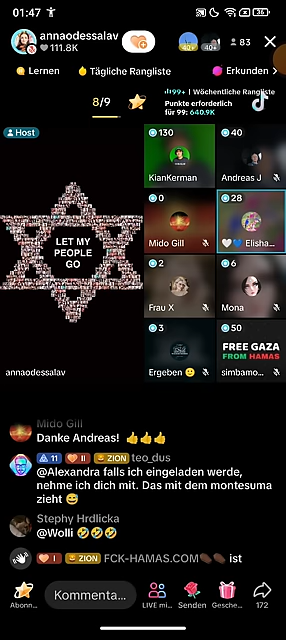 01:47
36
annaodessalav
111.8K
40+
40+
83
Lernen
Tägliche Rangliste
Erkunden
8/9
99+ | Wöchentliche Rangliste
Punkte erforderlich
für 99: 640.9K
Host
LET MY
PEOPLE
GO
annaodessalav
130
KianKerman
40
Andreas J
0
Mido Gill
28
Elisha...
2
Frau X
6
Mona
3
Ergeben
50
FREE GAZA
FROM HAMAS
simbamo...
Mido Gill
Danke Andreas! 👍👍👍
11 II ZION teo_dus
@Alexandra falls ich eingeladen werde,
nehme ich dich mit. Das mit dem montesuma
zieht 😅
Stephy Hrdlicka
@Wolli 🤣🤣🤣
I ZION FCK-HAMAS.COM ist
Abonn...
Kommenta...
LIVE mi...
Senden
Gesche...
172